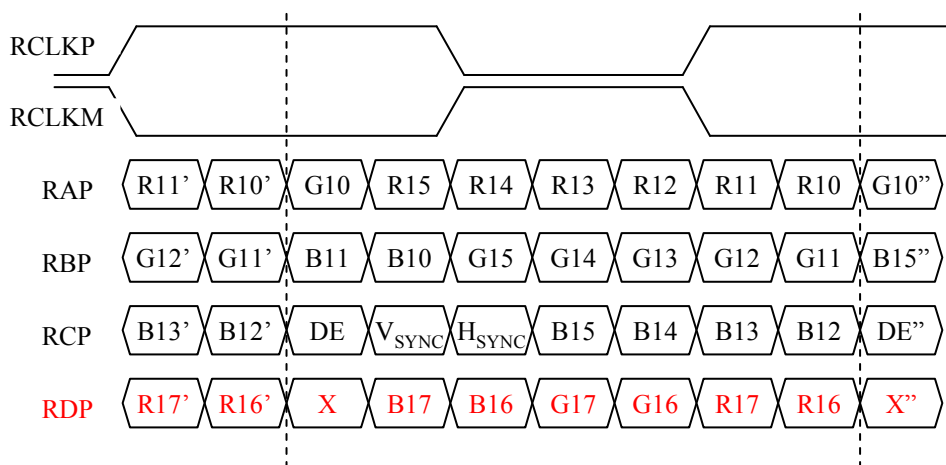 RCLKP
RCLKM
RAP R11’ R10’ G10 R15 R14 R13 R12 R11 R10 G10”
RBP G12’ G11’ B11 B10 G15 G14 G13 G12 G11 B15”
RCP B13’ B12’ DE VSYNC HSYNC B15 B14 B13 B12 DE”
RDP R17’ R16’ X B17 B16 G17 G16 R17 R16 X”